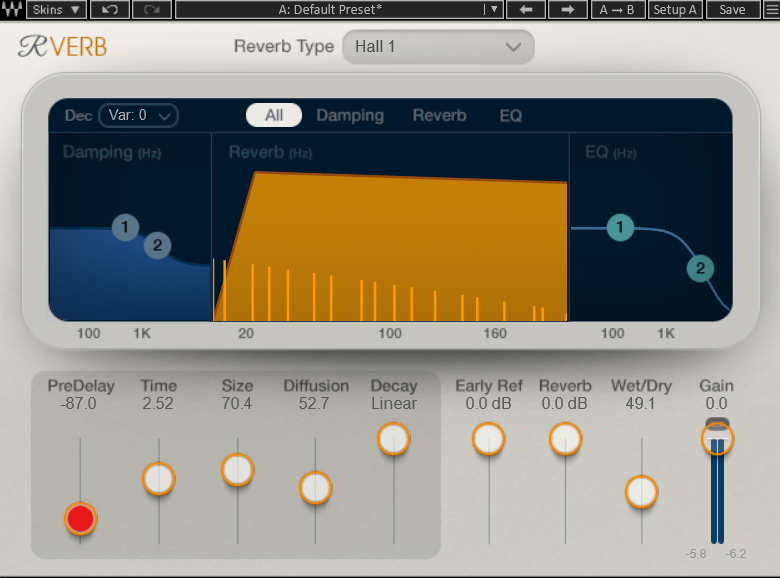 Skins A: Default Preset* A → B Setup A Save
RVERB Reverb Type Hall 1
Dec Var: 0 All Damping Reverb EQ
Damping (Hz) Reverb (Hz) EQ (Hz)
1 2 1 2
100 1K 20 100 160 100 1K
PreDelay Time Size Diffusion Decay Early Ref Reverb Wet/Dry Gain
-87.0 2.52 70.4 52.7 Linear 0.0 dB 0.0 dB 49.1 0.0
-5.8 -6.2